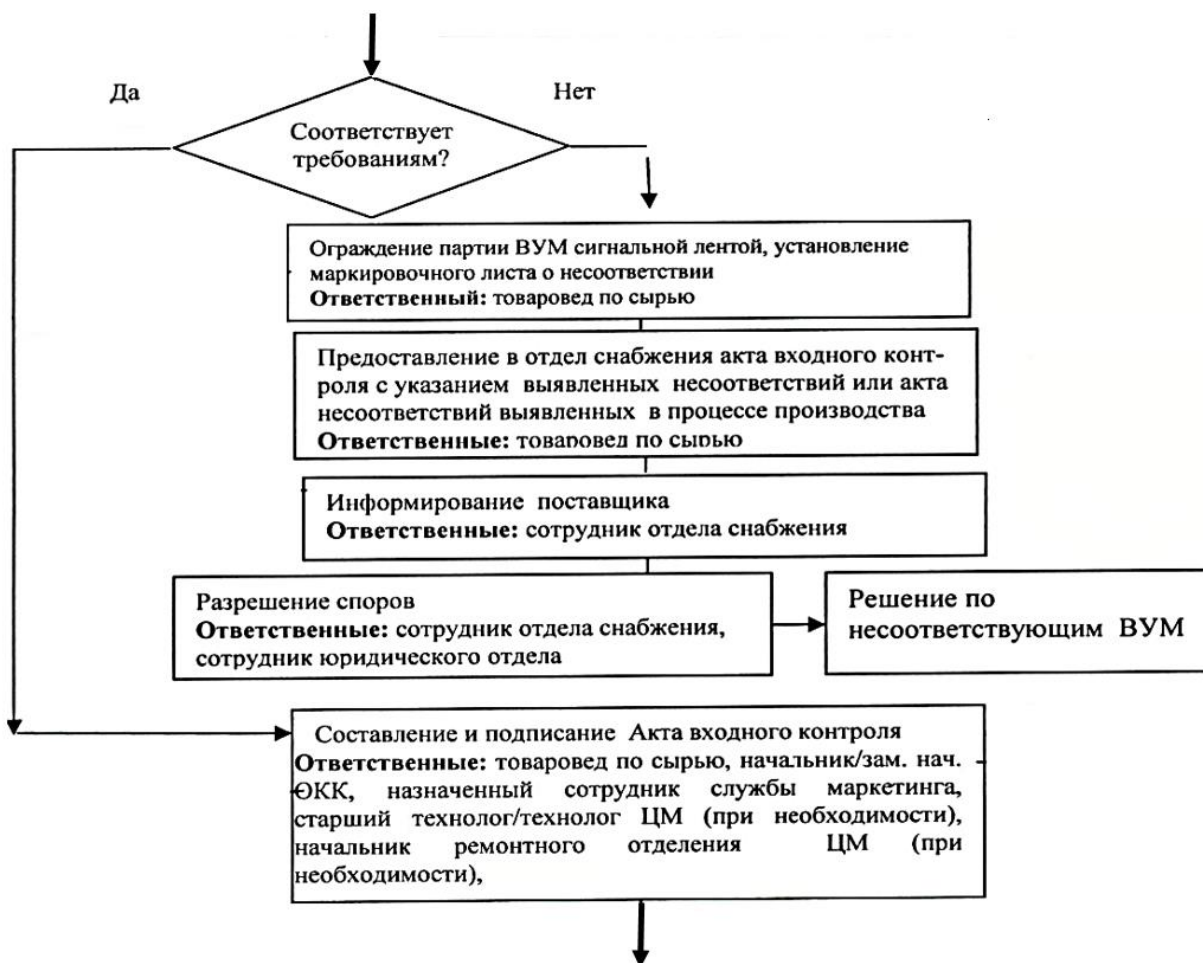 Да
Нет
Соответствует
требованиям?
Ограждение партии ВУМ сигнальной лентой, установление
маркировочного листа о несоответствии
Ответственный: товаровед по сырью
Предоставление в отдел снабжения акта входного конт-
роля с указанием выявленных несоответствий или акта
несоответствий выявленных в процессе производства
Ответственные: товаровед по сырью
Информирование поставщика
Ответственные: сотрудник отдела снабжения
Разрешение споров
Ответственные: сотрудник отдела снабжения,
сотрудник юридического отдела
Решение по
несоответствующим ВУМ
Составление и подписание Акта входного контроля
Ответственные: товаровед по сырью, начальник/зам. нач.
ОКК, назначенный сотрудник службы маркетинга,
старший технолог/технолог ЦМ (при необходимости),
начальник ремонтного отделения ЦМ (при
необходимости),